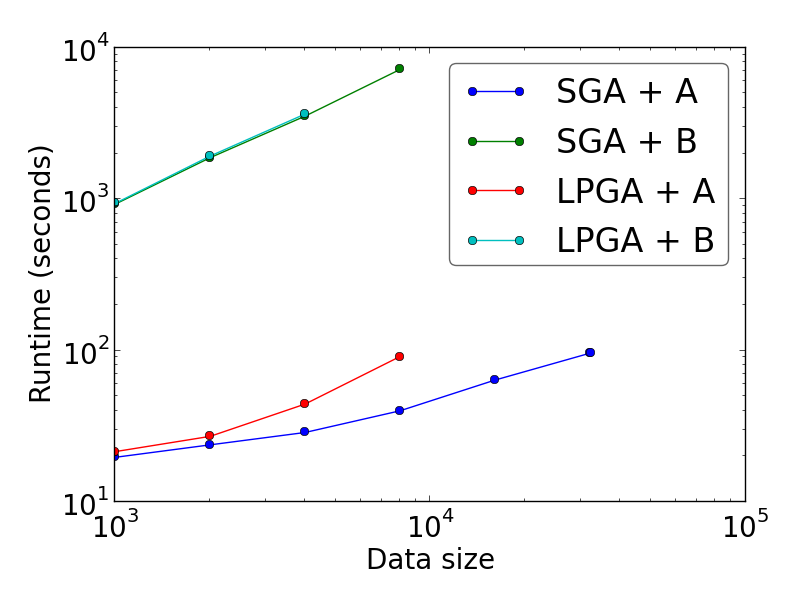 10^4
10^3
10^2
10^1
Runtime (seconds)
SGA + A
SGA + B
LPGA + A
LPGA + B
10^3
10^4
10^5
Data size